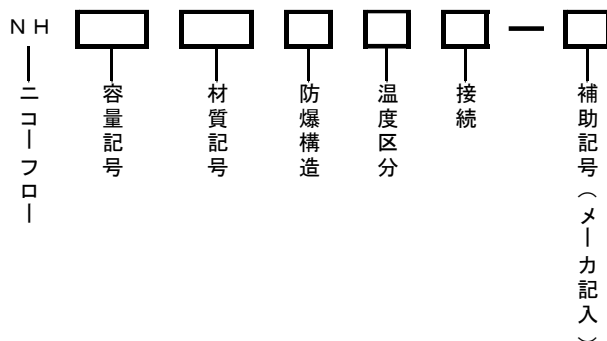 NH
ニコーフロー
容量記号
材質記号
防爆構造
温度区分
接続
補助記号(メーカ記入)